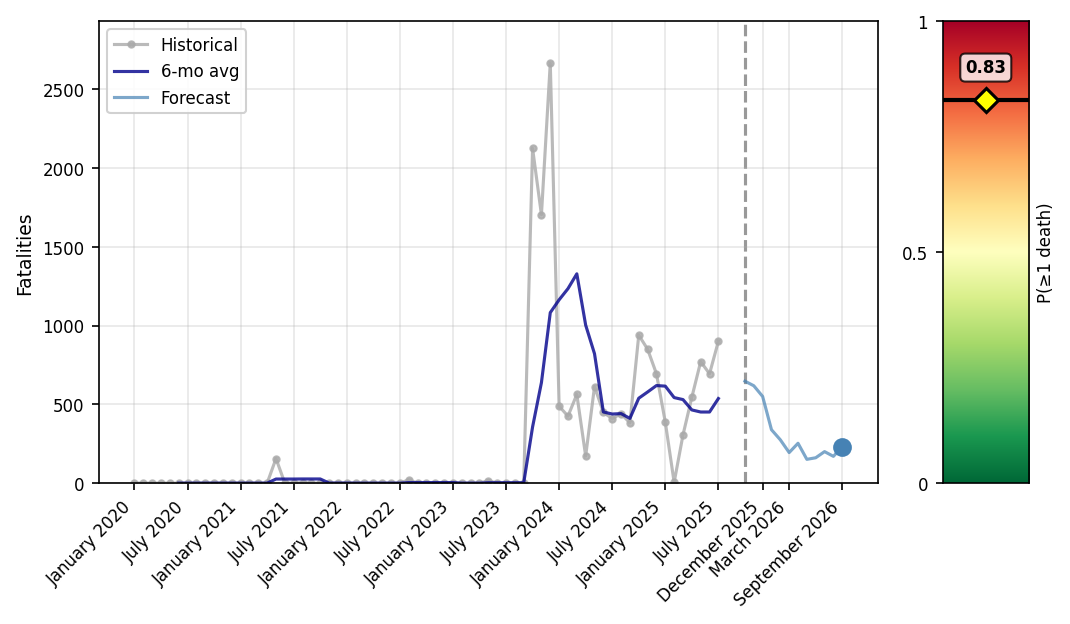 Historical
6-mo avg
Forecast
Fatalities
2500
2000
1500
1000
500
0
January 2020
July 2020
January 2021
July 2021
January 2022
July 2022
January 2023
July 2023
January 2024
July 2024
January 2025
July 2025
December 2025
March 2026
September 2026
1
0.5
0
0.83
P(≥1 death)